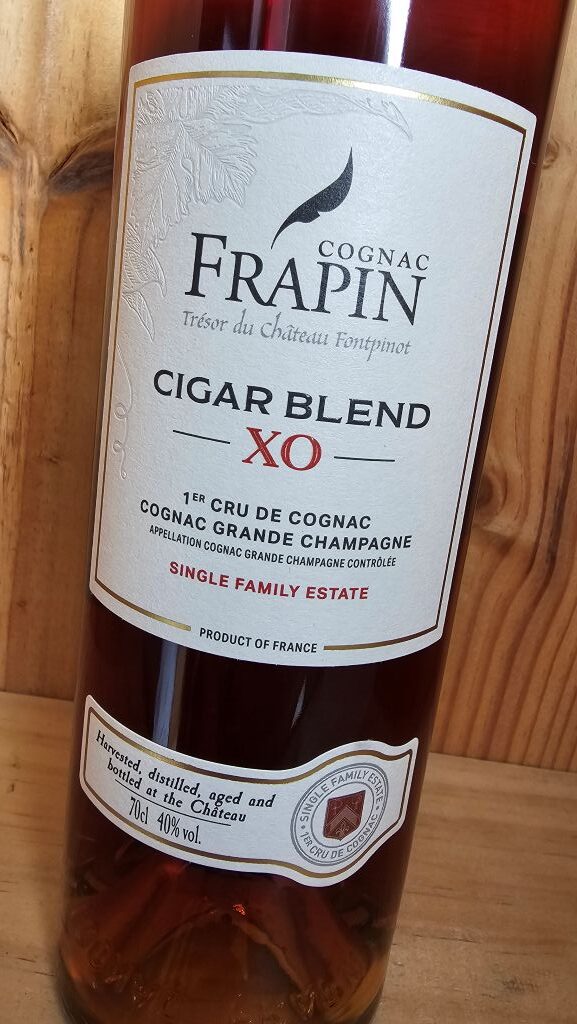 COGNAC
FRAPIN
Trésor du Château Fontpinot
CIGAR BLEND
XO
1ER CRU DE COGNAC
COGNAC GRANDE CHAMPAGNE
APPELLATION COGNAC GRANDE CHAMPAGNE CONTRÔLÉE
SINGLE FAMILY ESTATE
PRODUCT OF FRANCE
Harvested, distilled, aged and
bottled at the Château
70cl 40% vol.
SINGLE FAMILY ESTATE
1ER CRU DE COGNAC